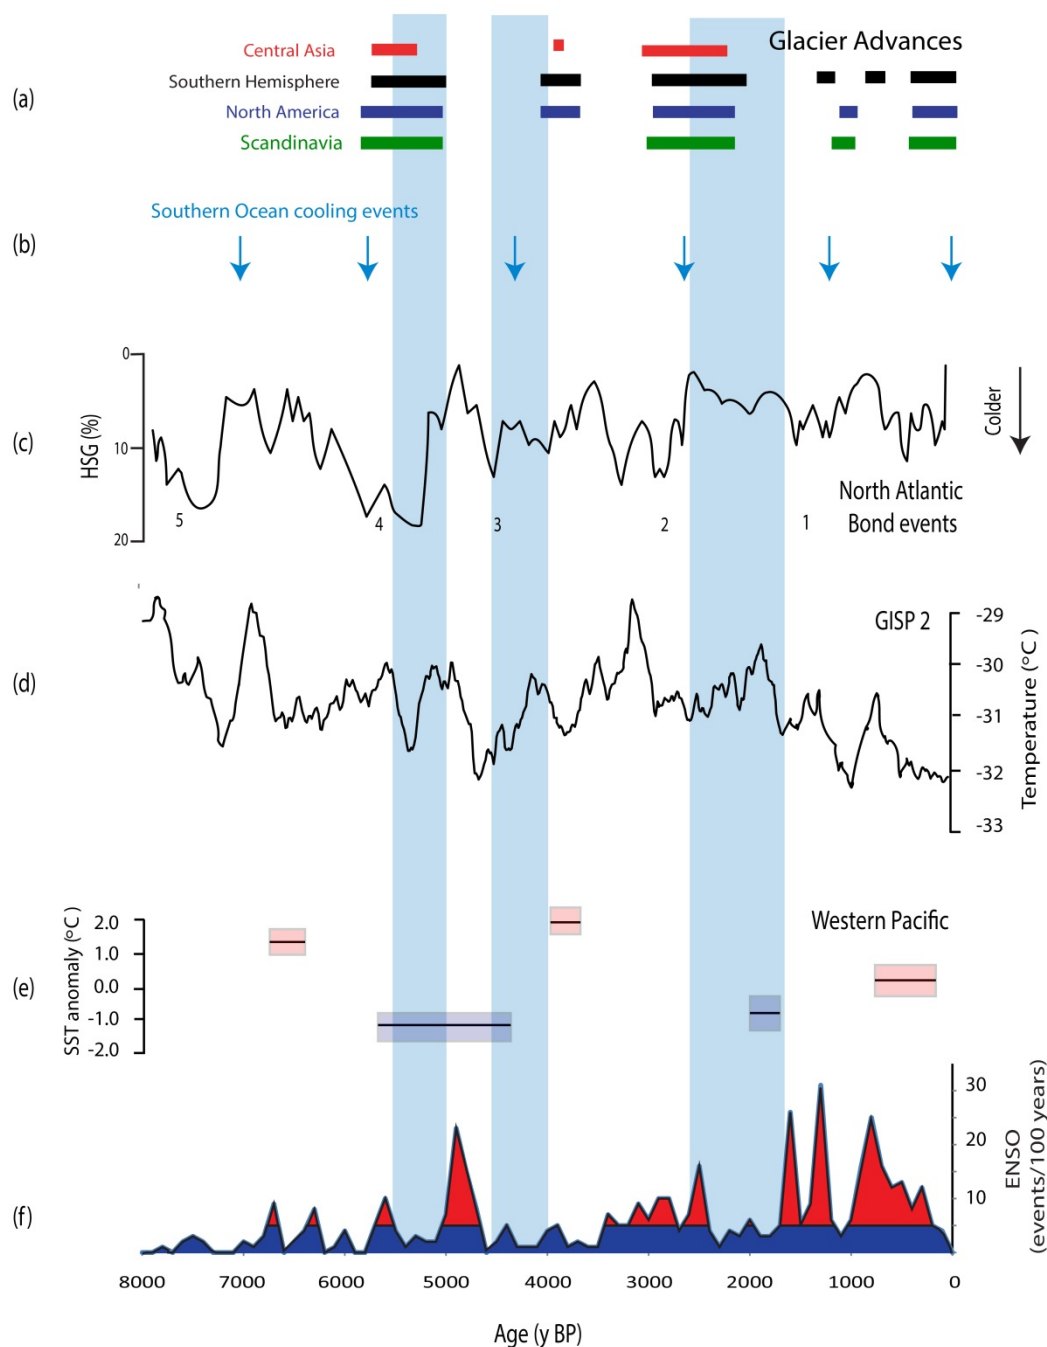 Glacier Advances
Central Asia
Southern Hemisphere
(a)
North America
Scandinavia
Southern Ocean cooling events
(b)
0
10
20
HSG (%)
(c)
Colder
5
4
3
2
1
North Atlantic
Bond events
GISP 2
(d)
-29
-30
-31
-32
-33
Temperature (°C)
Western Pacific
(e)
SST anomaly (°C)
2.0
1.0
0.0
-1.0
-2.0
(f)
30
20
10
ENSO
(events/100 years)
8000 7000 6000 5000 4000 3000 2000 1000 0
Age (y BP)